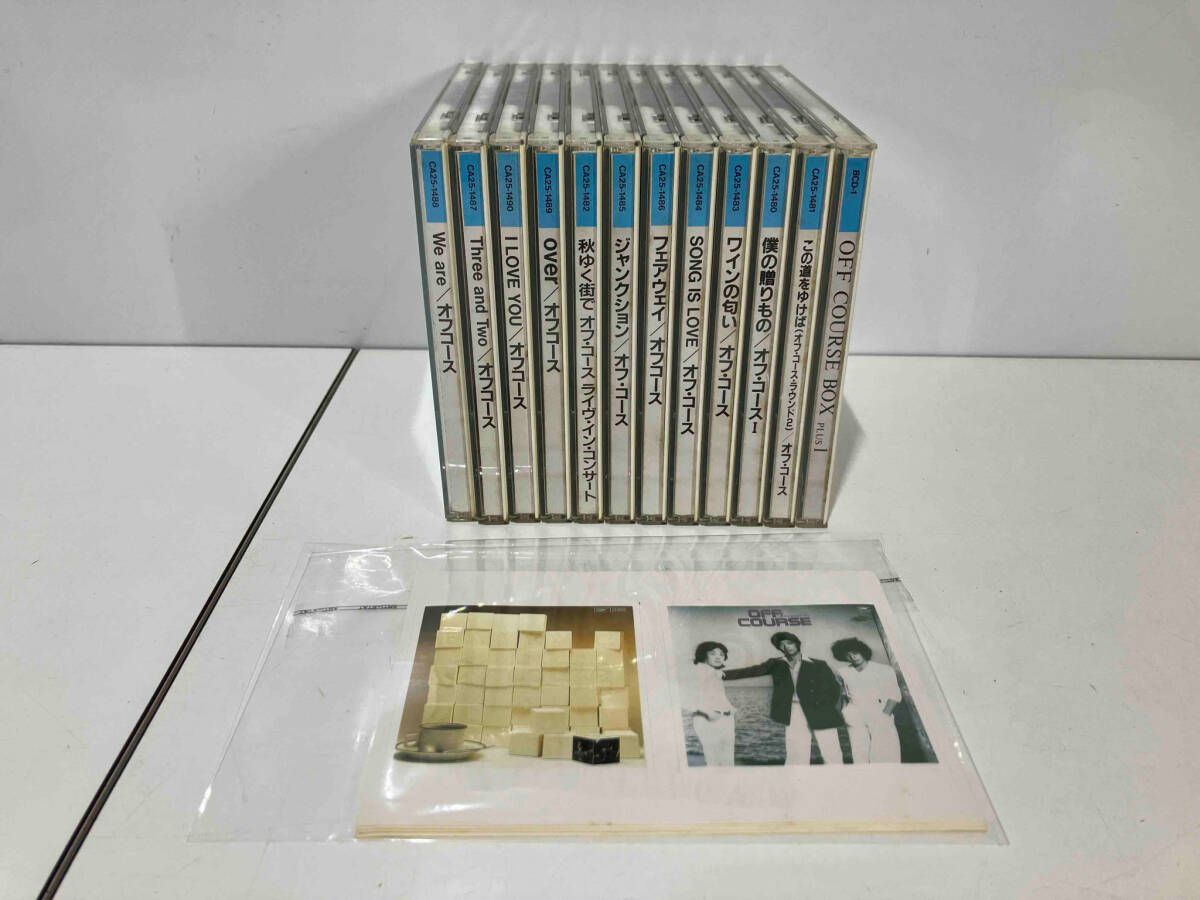 CA25-1488 We are/オフコース
CA25-1487 Three and Two/オフコース
CA25-1490 I LOVE YOU/オフコース
CA25-1489 over/オフコース
CA25-1482 秋ゆく街で オフ・コース ライヴ・イン・コンサート
CA25-1485 ジャンクション/オフ・コース
CA25-1486 フェアウェイ/オフコース
CA25-1484 SONG IS LOVE/オフ・コース
CA25-1483 ワインの匂い/オフ・コース
CA25-1480 僕の贈りもの/オフ・コースI
CA25-1481 この道をゆけば(オフ・コース・ラウンド2)/オフ・コース
BCD-1 OFF COURSE BOX PLUS 1
OFF
COURSE